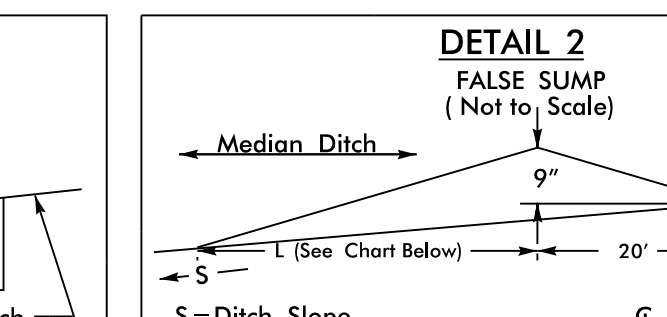 DETAIL 2
FALSE SUMP
( Not to Scale)
Median Ditch
9"
L (See Chart Below)
20'
S
S = Ditch Slope